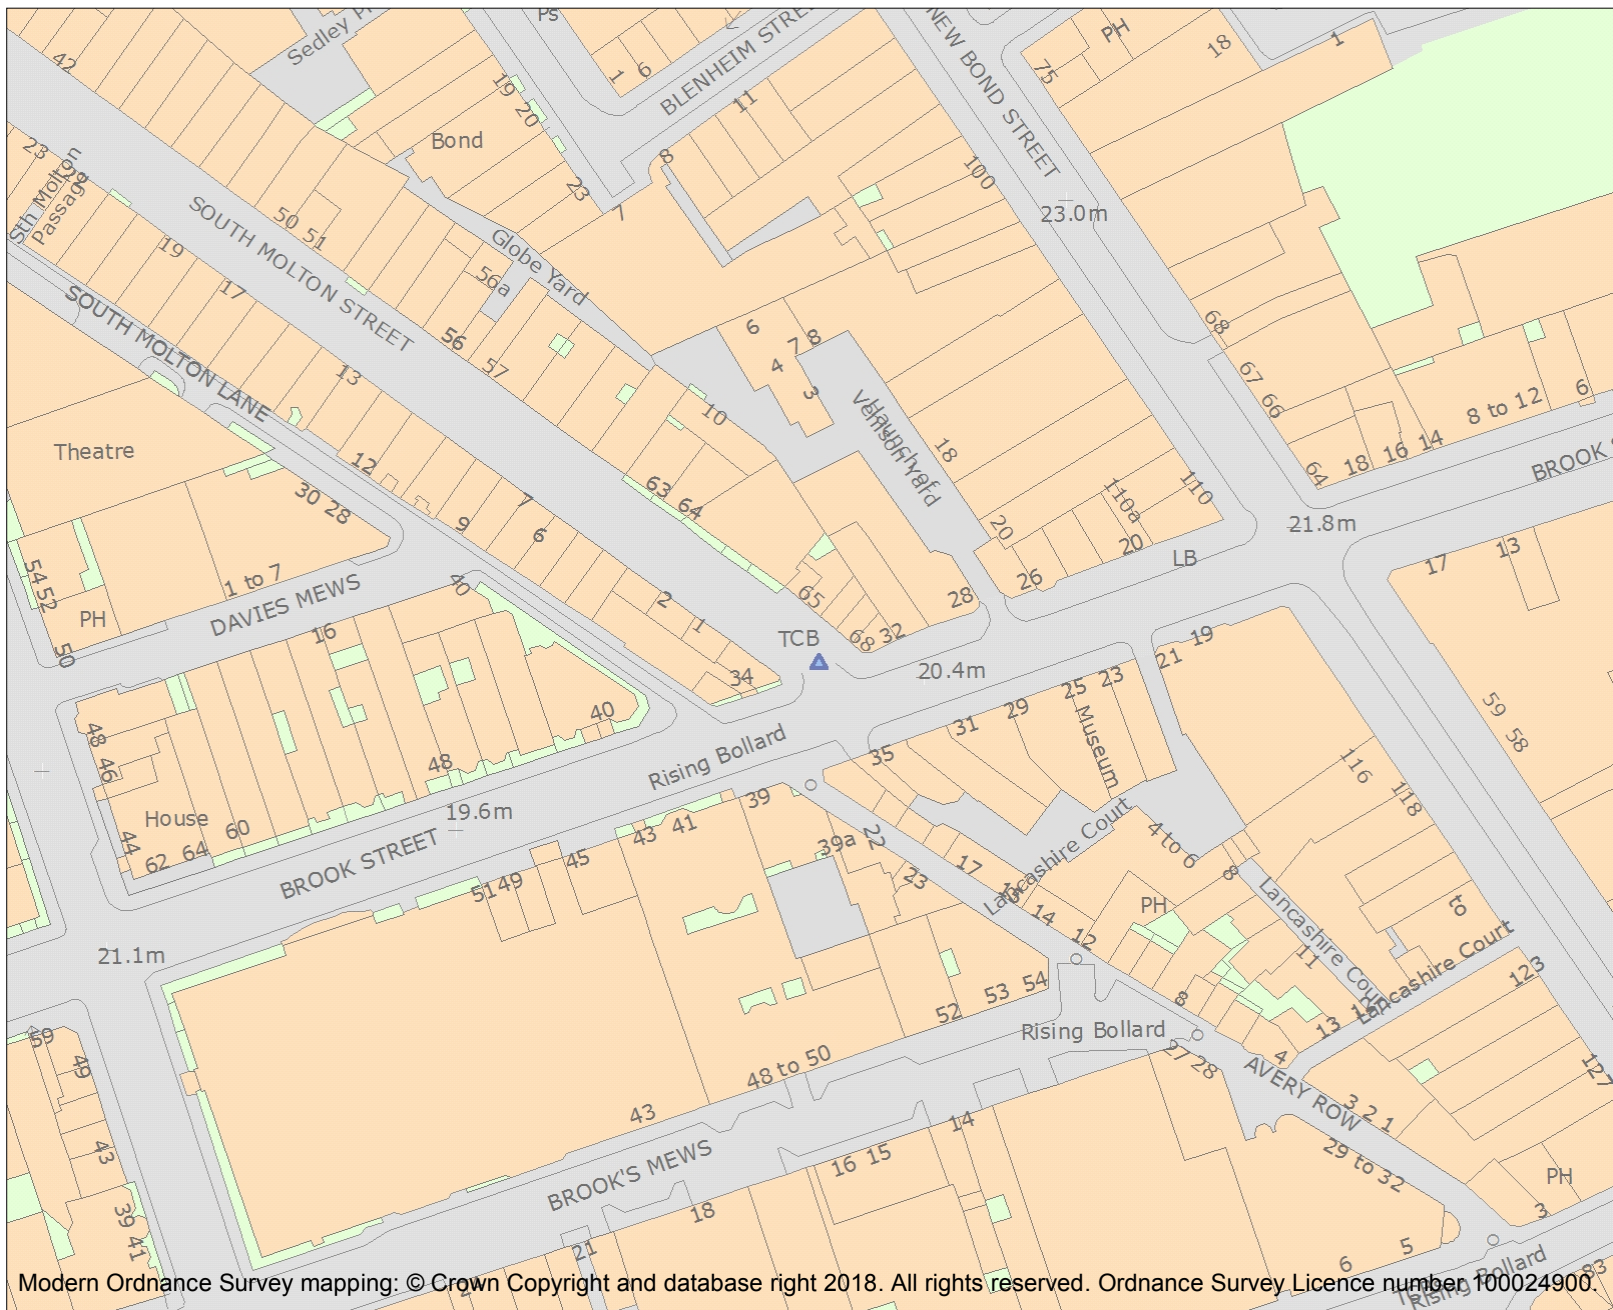 42
Sedley
Ps
19
20
1
6
BLENHEIM STREET
11
NEW BOND STREET
75
PH
18
1
Bond
8
23
7
100
23.0m
23
22
Sth Molton
Passage
SOUTH MOLTON STREET
50
51
19
17
Globe Yard
56a
56
57
SOUTH MOLTON LANE
13
6
7
8
4
3
10
Haunch of
Venison Yard
18
68
67
66
64
18
16
14
8 to 12
6
BROOK
Theatre
12
30
28
9
7
6
63
64
20
26
110a
20
110
LB
21.8m
17
13
54
52
PH
50
1 to 7
DAVIES MEWS
40
16
65
68
32
28
2
1
34
TCB
20.4m
19
21
23
25
29
31
35
Museum
59
58
48
46
44
House
62
64
60
48
40
19.6m
BROOK STREET
Rising Bollard
39
41
43
45
49
51
39a
22
23
17
15
14
12
Lancashire Court
4 to 6
8
PH
Lancashire Court
11
116
118
to
Lancashire Court
123
13
12
21.1m
59
49
43
39
41
52
53
54
48 to 50
43
Rising Bollard
8
4
27
28
AVERY ROW
3
2
1
29 to 32
127
PH
3
BROOK'S MEWS
14
15
16
18
21
6
5
83
Rising Bollard
Modern Ordnance Survey mapping: © Crown Copyright and database right 2018. All rights reserved. Ordnance Survey Licence number 100024900.